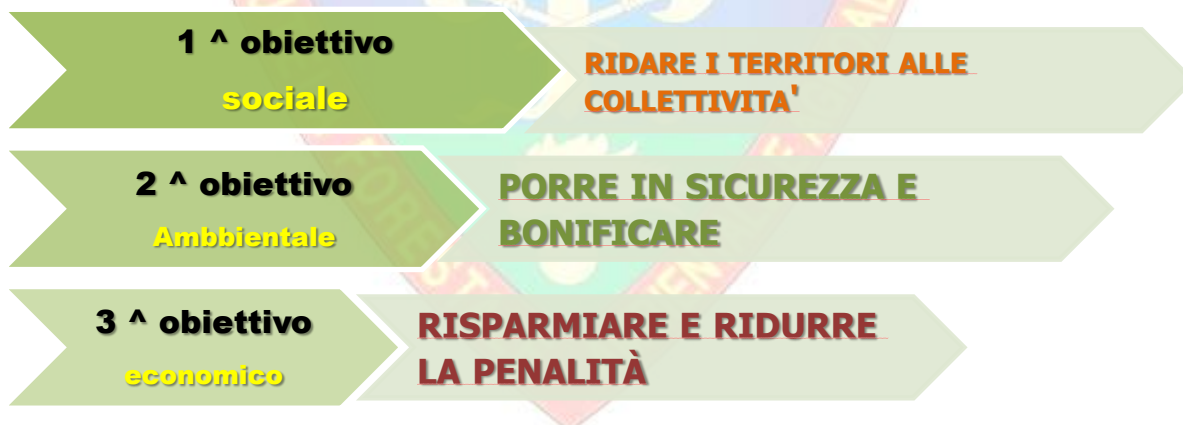 1 ^ obiettivo
sociale
RIDARE I TERRITORI ALLE
COLLETTIVITA'
2 ^ obiettivo
Ambbientale
PORRE IN SICUREZZA E
BONIFICARE
3 ^ obiettivo
economico
RISPARMIARE E RIDURRE
LA PENALITÀ